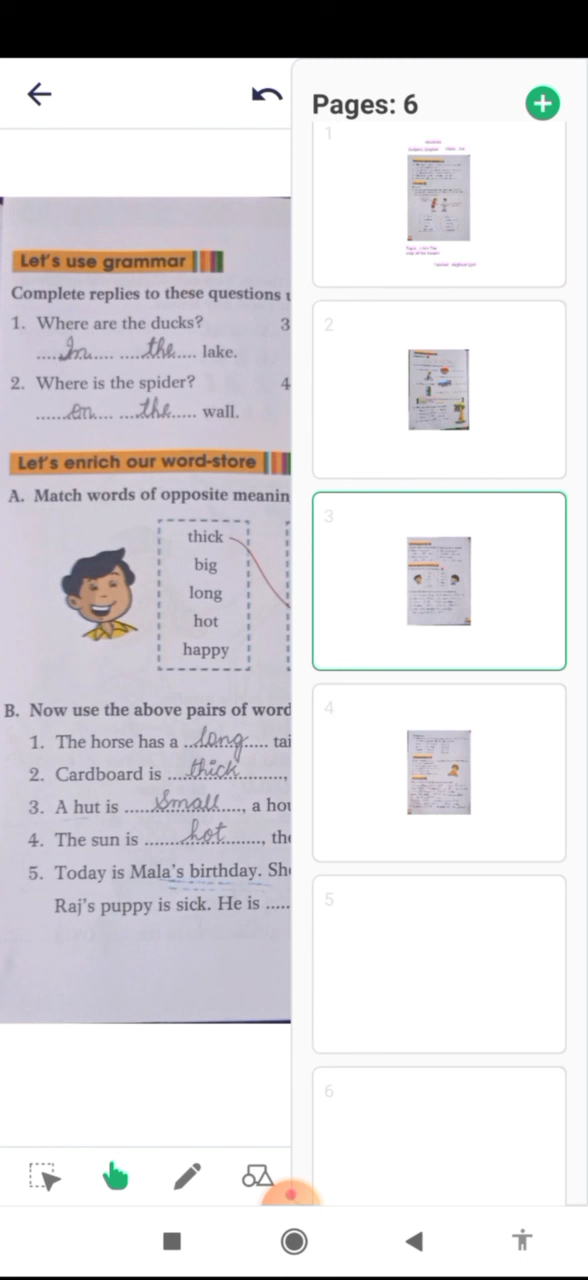 Pages: 6
1
Let's use grammar
Complete replies to these questions
1. Where are the ducks? 3
.....In.... .....the.... lake.
2. Where is the spider? 4
......on.... ....the..... wall.
Let's enrich our word-store
A. Match words of opposite meanin
thick
big
long
hot
happy
B. Now use the above pairs of word
1. The horse has a ...long..... tai
2. Cardboard is ....thick..........,
3. A hut is ......Small....., a hou
4. The sun is ........hot........, the
5. Today is Mala's birthday. Sh
Raj's puppy is sick. He is .....
2
3
4
5
6